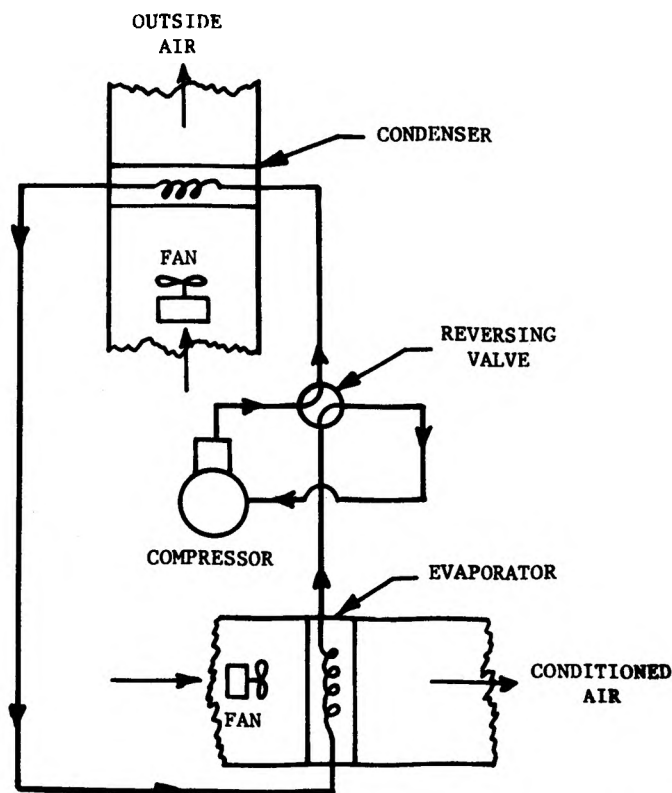 OUTSIDE
AIR
CONDENSER
FAN
REVERSING
VALVE
COMPRESSOR
EVAPORATOR
FAN
CONDITIONED
AIR